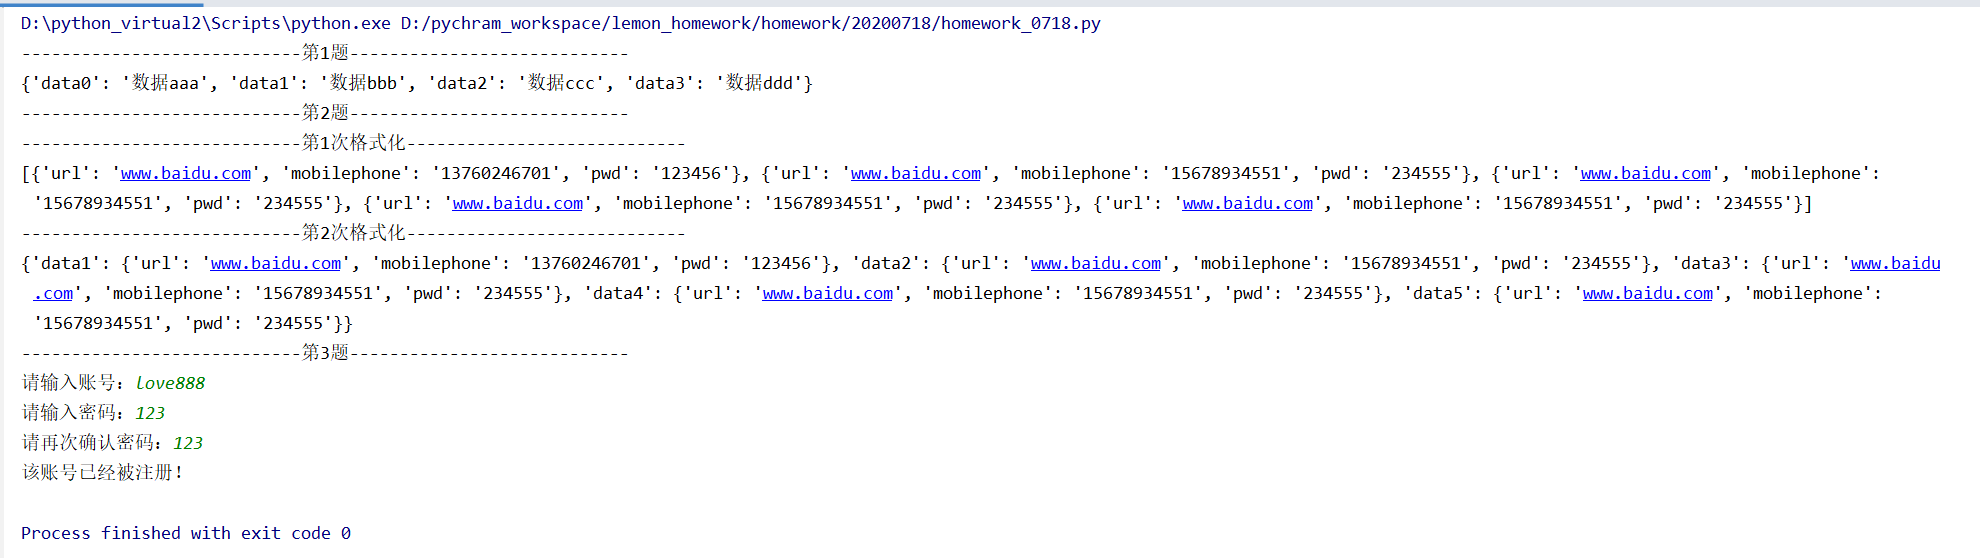 D:\python_virtual2\Scripts\python.exe D:/pychram_workspace/lemon_homework/homework/20200718/homework_0718.py
----------------------------第1题----------------------------
{'data0': '数据aaa', 'data1': '数据bbb', 'data2': '数据ccc', 'data3': '数据ddd'}
----------------------------第2题----------------------------
----------------------------第1次格式化----------------------------
[{'url': 'www.baidu.com', 'mobilephone': '13760246701', 'pwd': '123456'}, {'url': 'www.baidu.com', 'mobilephone': '15678934551', 'pwd': '234555'}, {'url': 'www.baidu.com', 'mobilephone':
'15678934551', 'pwd': '234555'}, {'url': 'www.baidu.com', 'mobilephone': '15678934551', 'pwd': '234555'}, {'url': 'www.baidu.com', 'mobilephone': '15678934551', 'pwd': '234555'}]
----------------------------第2次格式化----------------------------
{'data1': {'url': 'www.baidu.com', 'mobilephone': '13760246701', 'pwd': '123456'}, 'data2': {'url': 'www.baidu.com', 'mobilephone': '15678934551', 'pwd': '234555'}, 'data3': {'url': 'www.baidu
.com', 'mobilephone': '15678934551', 'pwd': '234555'}, 'data4': {'url': 'www.baidu.com', 'mobilephone': '15678934551', 'pwd': '234555'}, 'data5': {'url': 'www.baidu.com', 'mobilephone':
'15678934551', 'pwd': '234555'}}
----------------------------第3题----------------------------
请输入账号：love888
请输入密码：123
请再次确认密码：123
该账号已经被注册！
Process finished with exit code 0